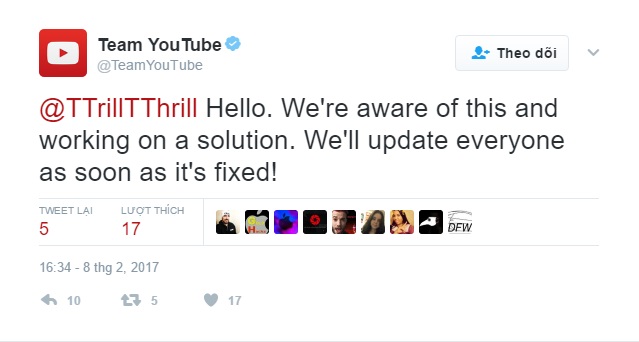 Team YouTube
@TeamYouTube
Theo dõi
@TTrillTThrill Hello. We're aware of this and
working on a solution. We'll update everyone
as soon as it's fixed!
TWEET LẠI LƯỢT THÍCH
5 17
DFW
16:34 - 8 thg 2, 2017
10 5 17